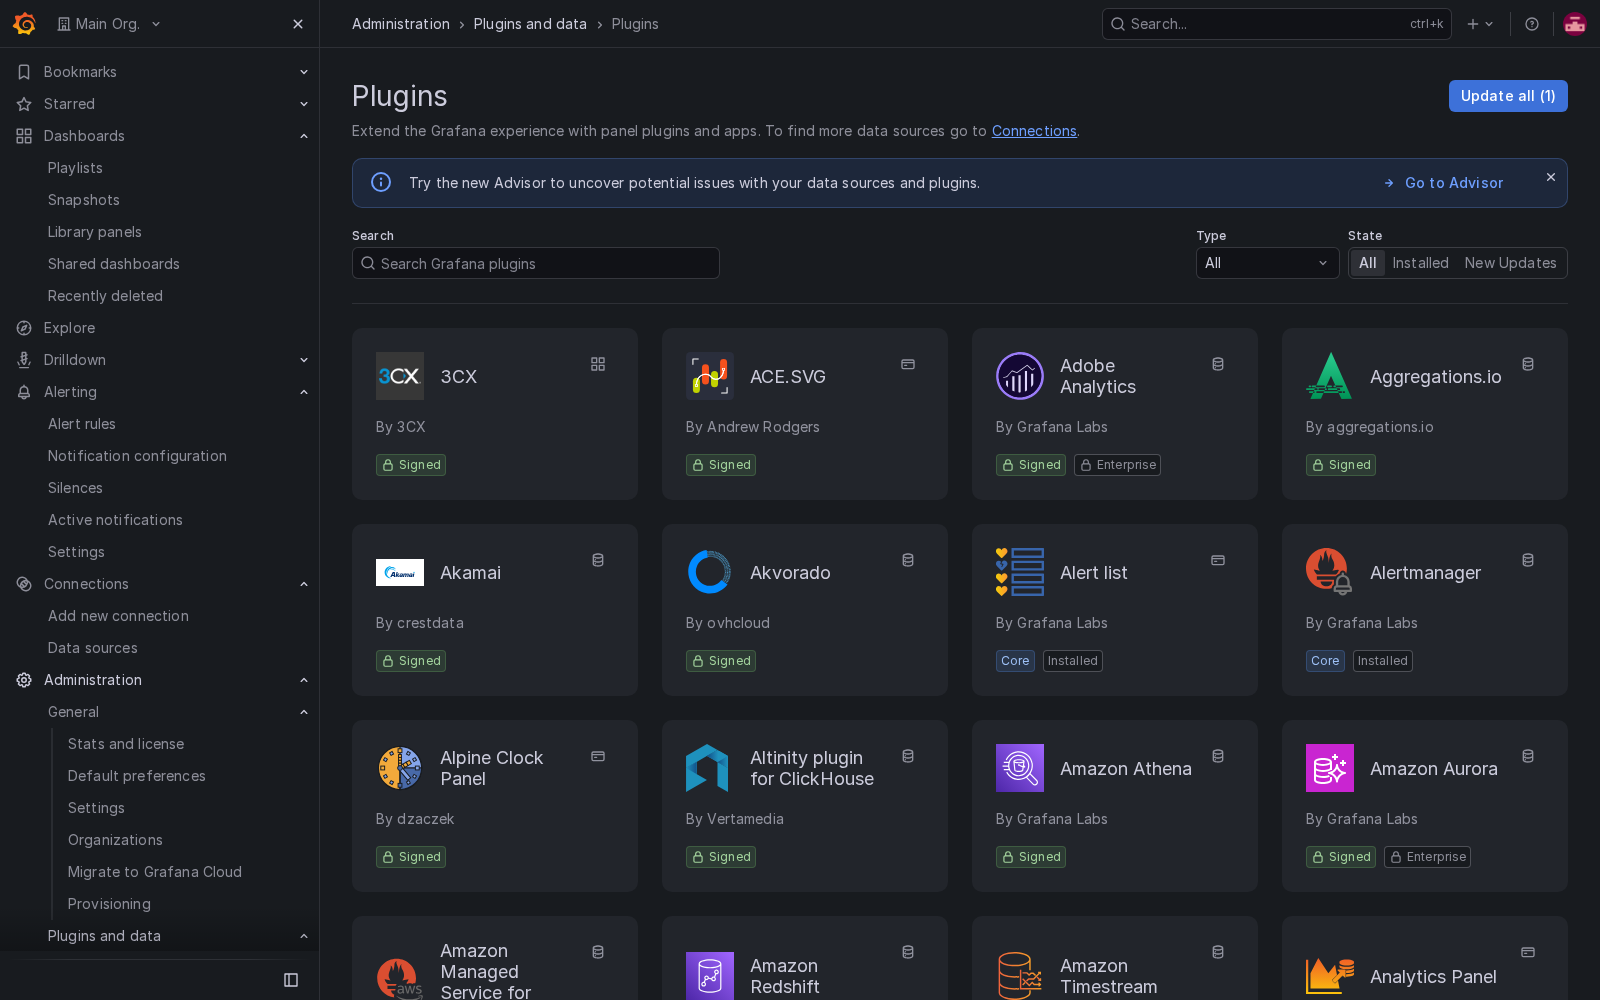 Main Org.
Administration
Plugins and data
Plugins
Search...
ctrl+k
Bookmarks
Starred
Dashboards
Playlists
Snapshots
Library panels
Shared dashboards
Recently deleted
Explore
Drilldown
Alerting
Alert rules
Notification configuration
Silences
Active notifications
Settings
Connections
Add new connection
Data sources
Administration
General
Stats and license
Default preferences
Settings
Organizations
Migrate to Grafana Cloud
Provisioning
Plugins and data
Plugins
Update all (1)
Extend the Grafana experience with panel plugins and apps. To find more data sources go to Connections.
Try the new Advisor to uncover potential issues with your data sources and plugins.
Go to Advisor
Search
Search Grafana plugins
Type
All
State
All
Installed
New Updates
3CX
3CX
By 3CX
Signed
ACE.SVG
By Andrew Rodgers
Signed
Adobe
Analytics
By Grafana Labs
Signed
Enterprise
Aggregations.io
By aggregations.io
Signed
Akamai
Akamai
By crestdata
Signed
Akvorado
By ovhcloud
Signed
Alert list
By Grafana Labs
Core
Installed
Alertmanager
By Grafana Labs
Core
Installed
Alpine Clock
Panel
By dzaczek
Signed
Altinity plugin
for ClickHouse
By Vertamedia
Signed
Amazon Athena
By Grafana Labs
Signed
Amazon Aurora
By Grafana Labs
Signed
Enterprise
aws
Amazon
Managed
Service for
Amazon
Redshift
Amazon
Timestream
Analytics Panel